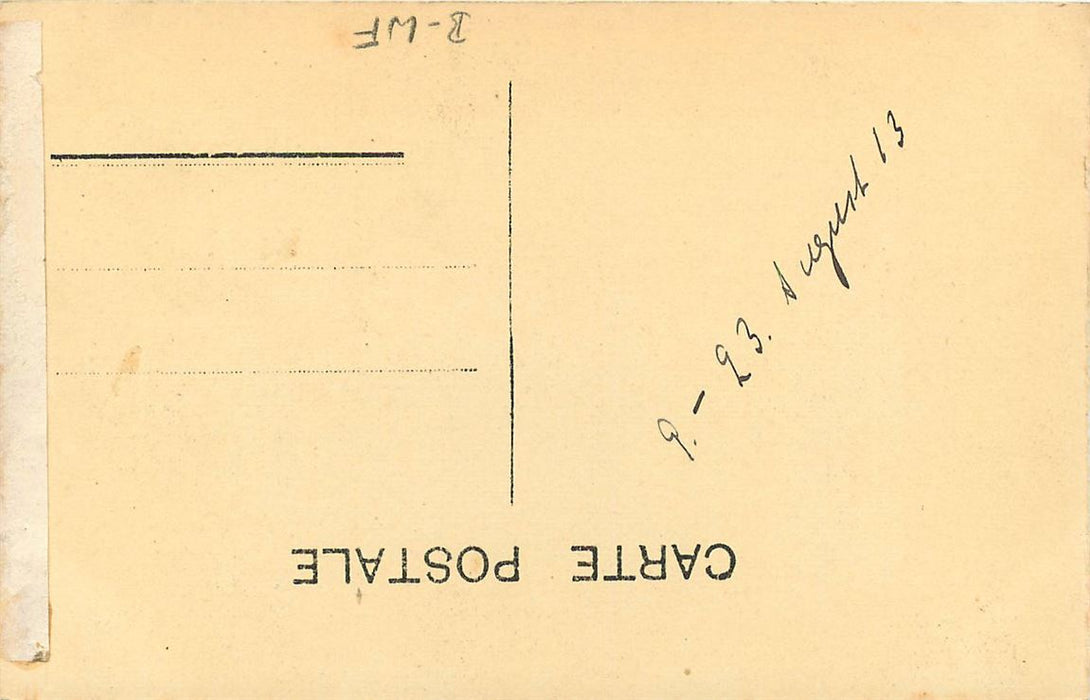 CARTE POSTALE
9. - 23. August 13
B-WF